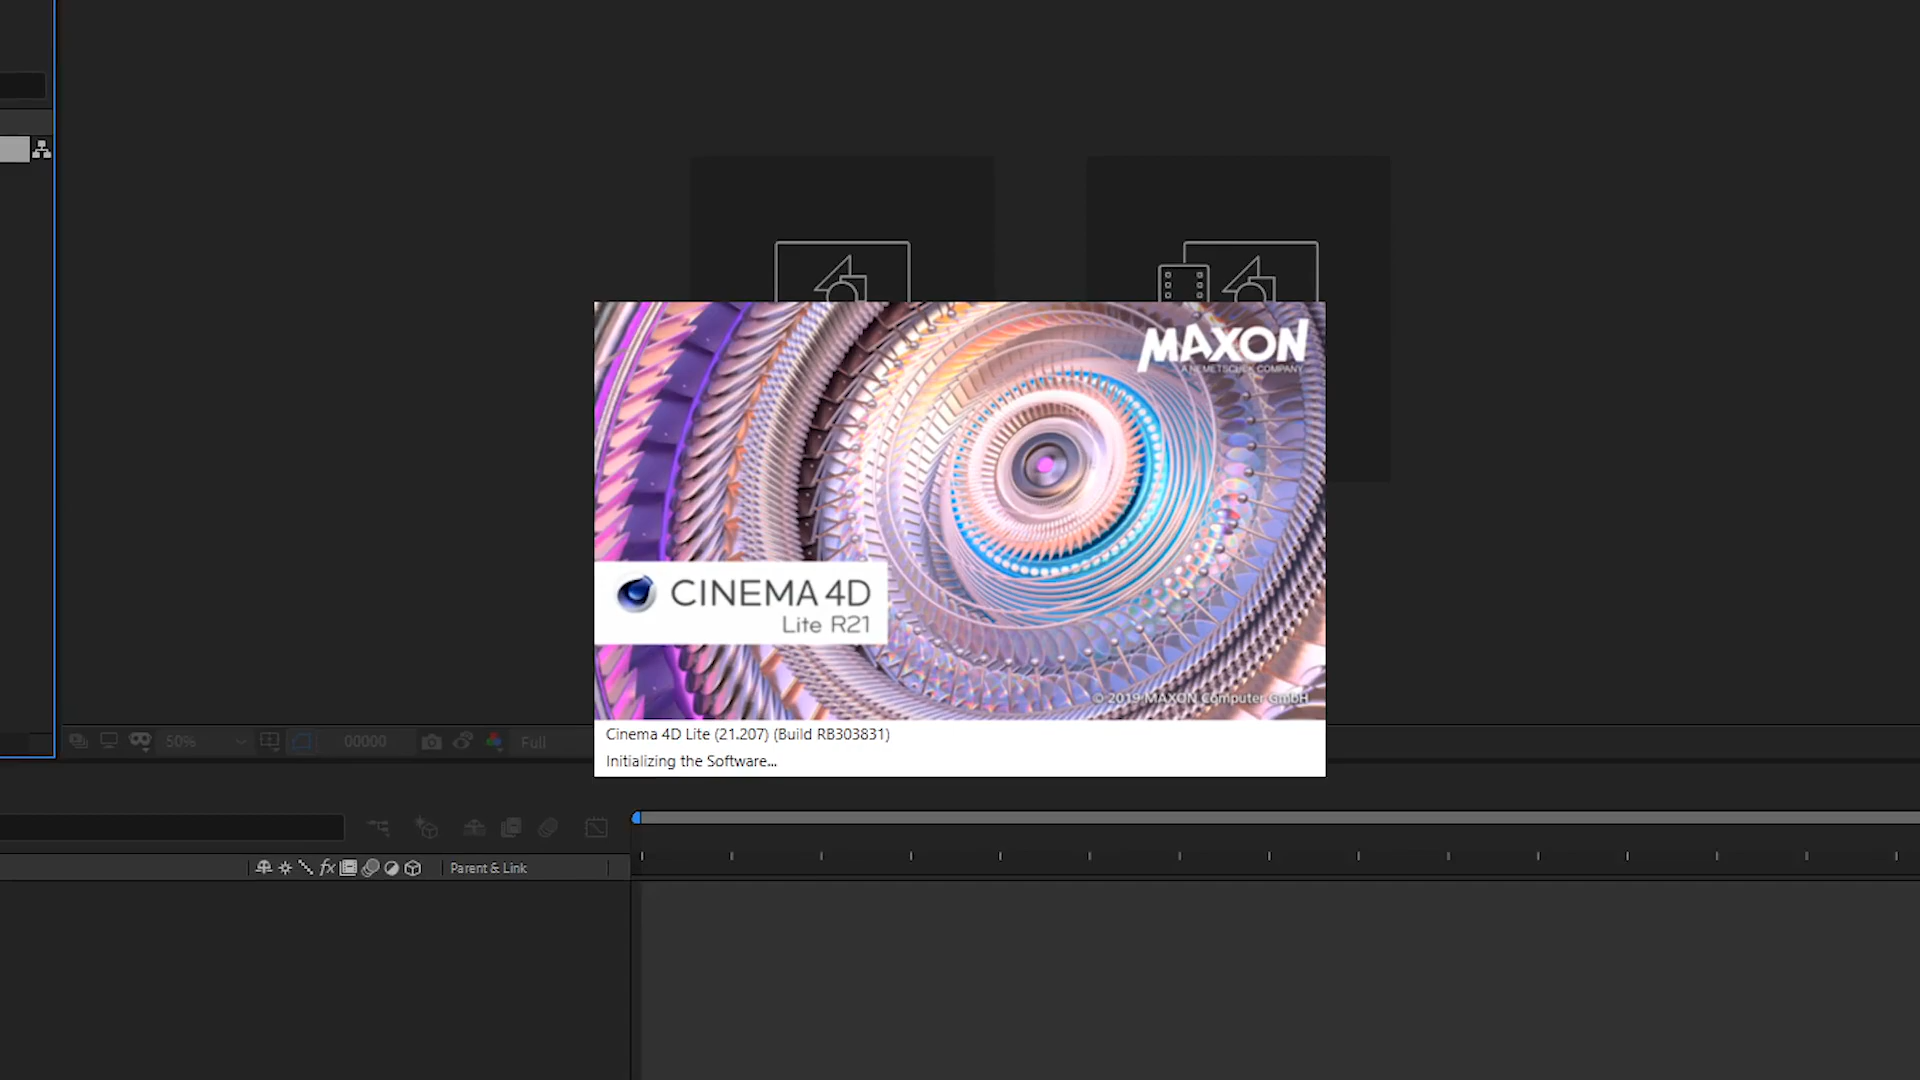 MAXON
A NEMETSCHEK COMPANY
CINEMA 4D
Lite R21
© 2019 MAXON Computer GmbH
Cinema 4D Lite (21.207) (Build RB303831)
Initializing the Software...
50%
00000
Full
fx
Parent & Link